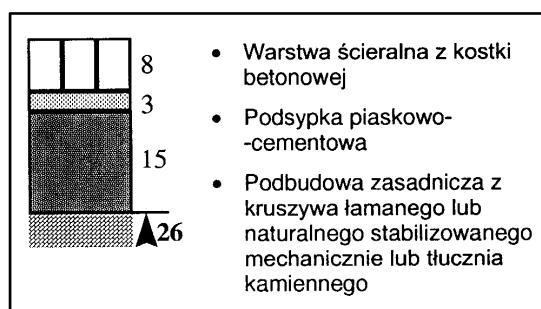 8
3
15
26
• Warstwa ścieralna z kostki
betonowej
• Podsypka piaskowo-
-cementowa
• Podbudowa zasadnicza z
kruszywa łamanego lub
naturalnego stabilizowanego
mechanicznie lub tłucznia
kamiennego